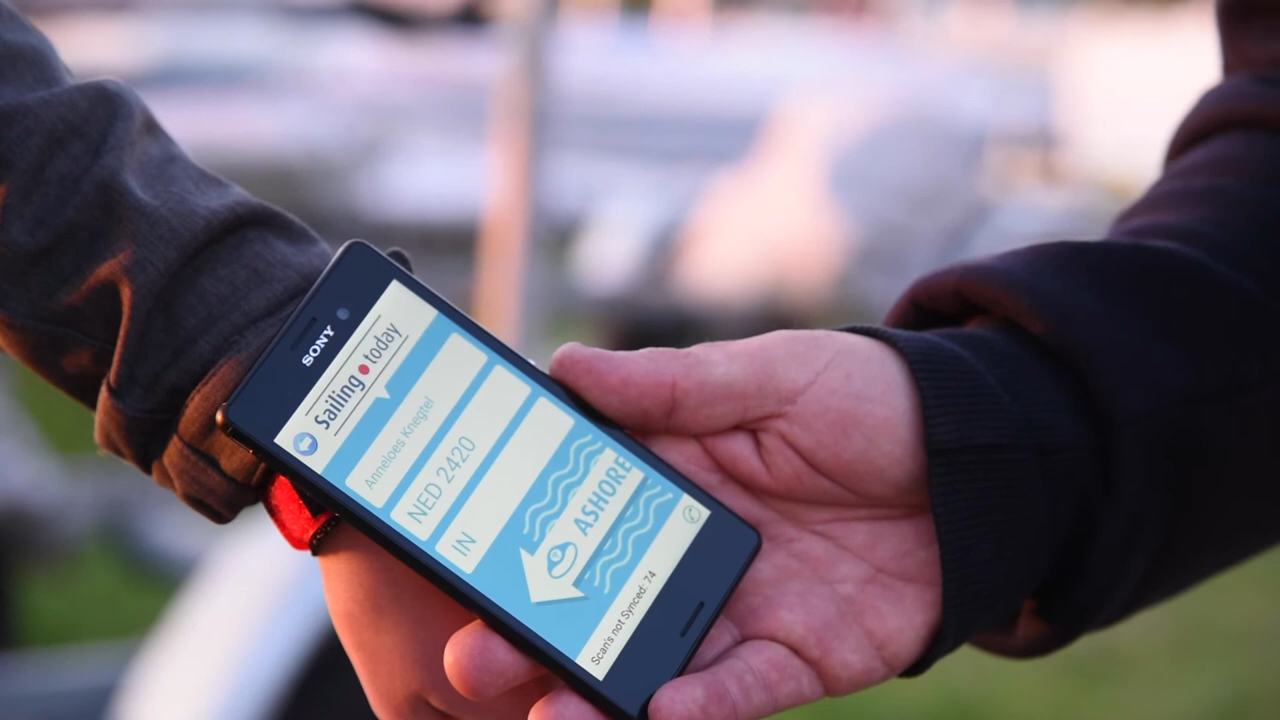 SONY
Sailing today
Anneloes Knegtel
NED 2420
IN
ASHORE
Scan's not Synced: 74